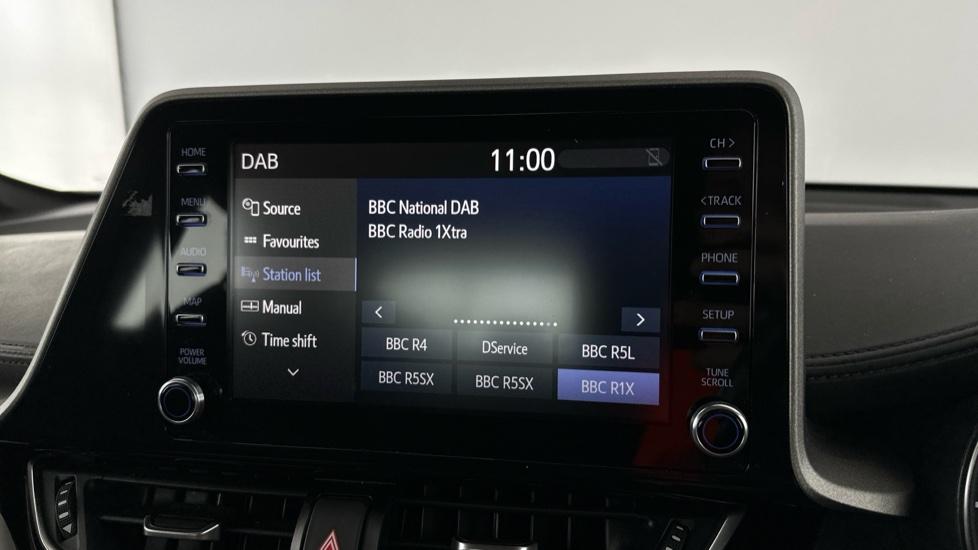 HOME
MENU
AUDIO
MAP
POWER
VOLUME
DAB
11:00
Source
Favourites
Station list
Manual
Time shift
BBC National DAB
BBC Radio 1Xtra
BBC R4
DService
BBC R5L
BBC R5SX
BBC R5SX
BBC R1X
CH >
< TRACK
PHONE
SETUP
TUNE
SCROLL